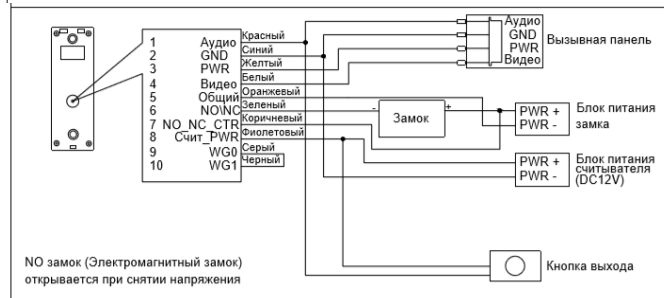 1 Аудио Красный
2 GND Синий
3 PWR Желтый
4 Видео Белый
5 Общий Оранжевый
6 NO\NC Зеленый
7 NO_NC_CTR Коричневый
8 Счит_PWR Фиолетовый
9 WG0 Серый
10 WG1 Черный
Аудио
GND
PWR
Видео
Вызывная панель
- Замок +
PWR +
PWR -
Блок питания
замка
PWR +
PWR -
Блок питания
считывателя
(DC12V)
Кнопка выхода
NO замок (Электромагнитный замок)
открывается при снятии напряжения